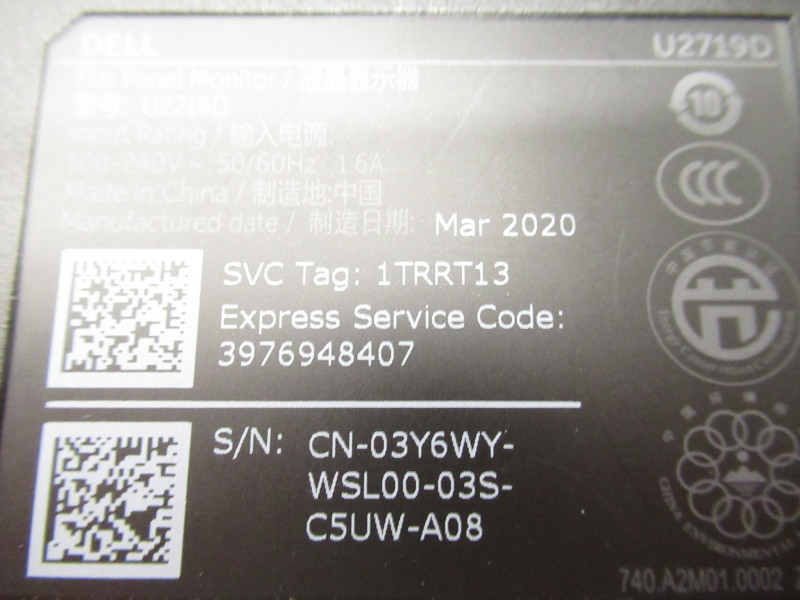 DELL
U2719D
Flat Panel Monitor / 液晶显示器
型号: U2719D
10
Input Rating / 输入电源:
100-240V ~ 50/60Hz, 1.6A
Made in China / 制造地:中国
Manufactured date / 制造日期: Mar 2020
CCC
SVC Tag: 1TRRT13
Express Service Code:
3976948407
S/N: CN-03Y6WY-
WSL00-03S-
C5UW-A08
CHINA ENVIRONMENTAL
740.A2M01.0002